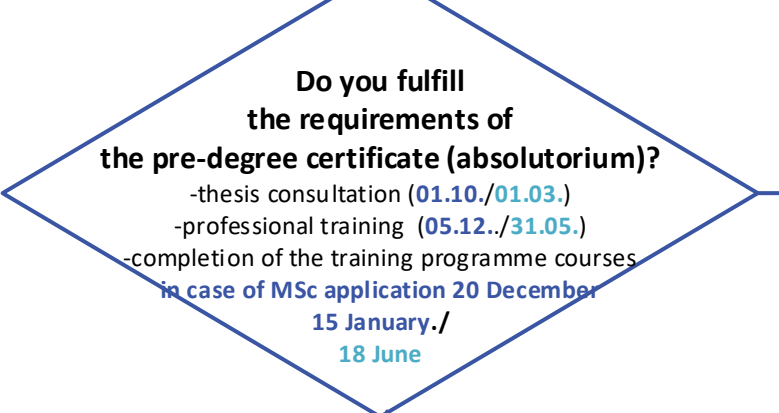 Do you fulfill
the requirements of
the pre-degree certificate (absolutorium)?
-thesis consultation (01.10./01.03.)
-professional training (05.12../31.05.)
-completion of the training programme courses
in case of MSc application 20 December
15 January./
18 June